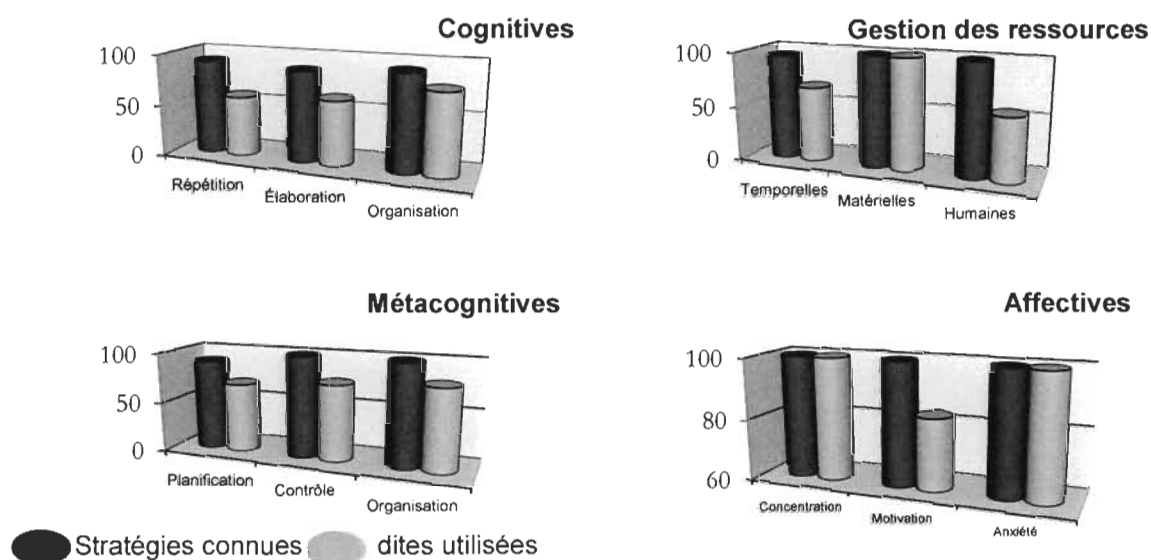 Cognitives
100
50
0
Répétition
Élaboration
Organisation
Gestion des ressources
100
50
0
Temporelles
Matérielles
Humaines
Métacognitives
100
50
0
Planification
Contrôle
Organisation
Affectives
100
80
60
Concentration
Motivation
Anxiété
Stratégies connues dites utilisées